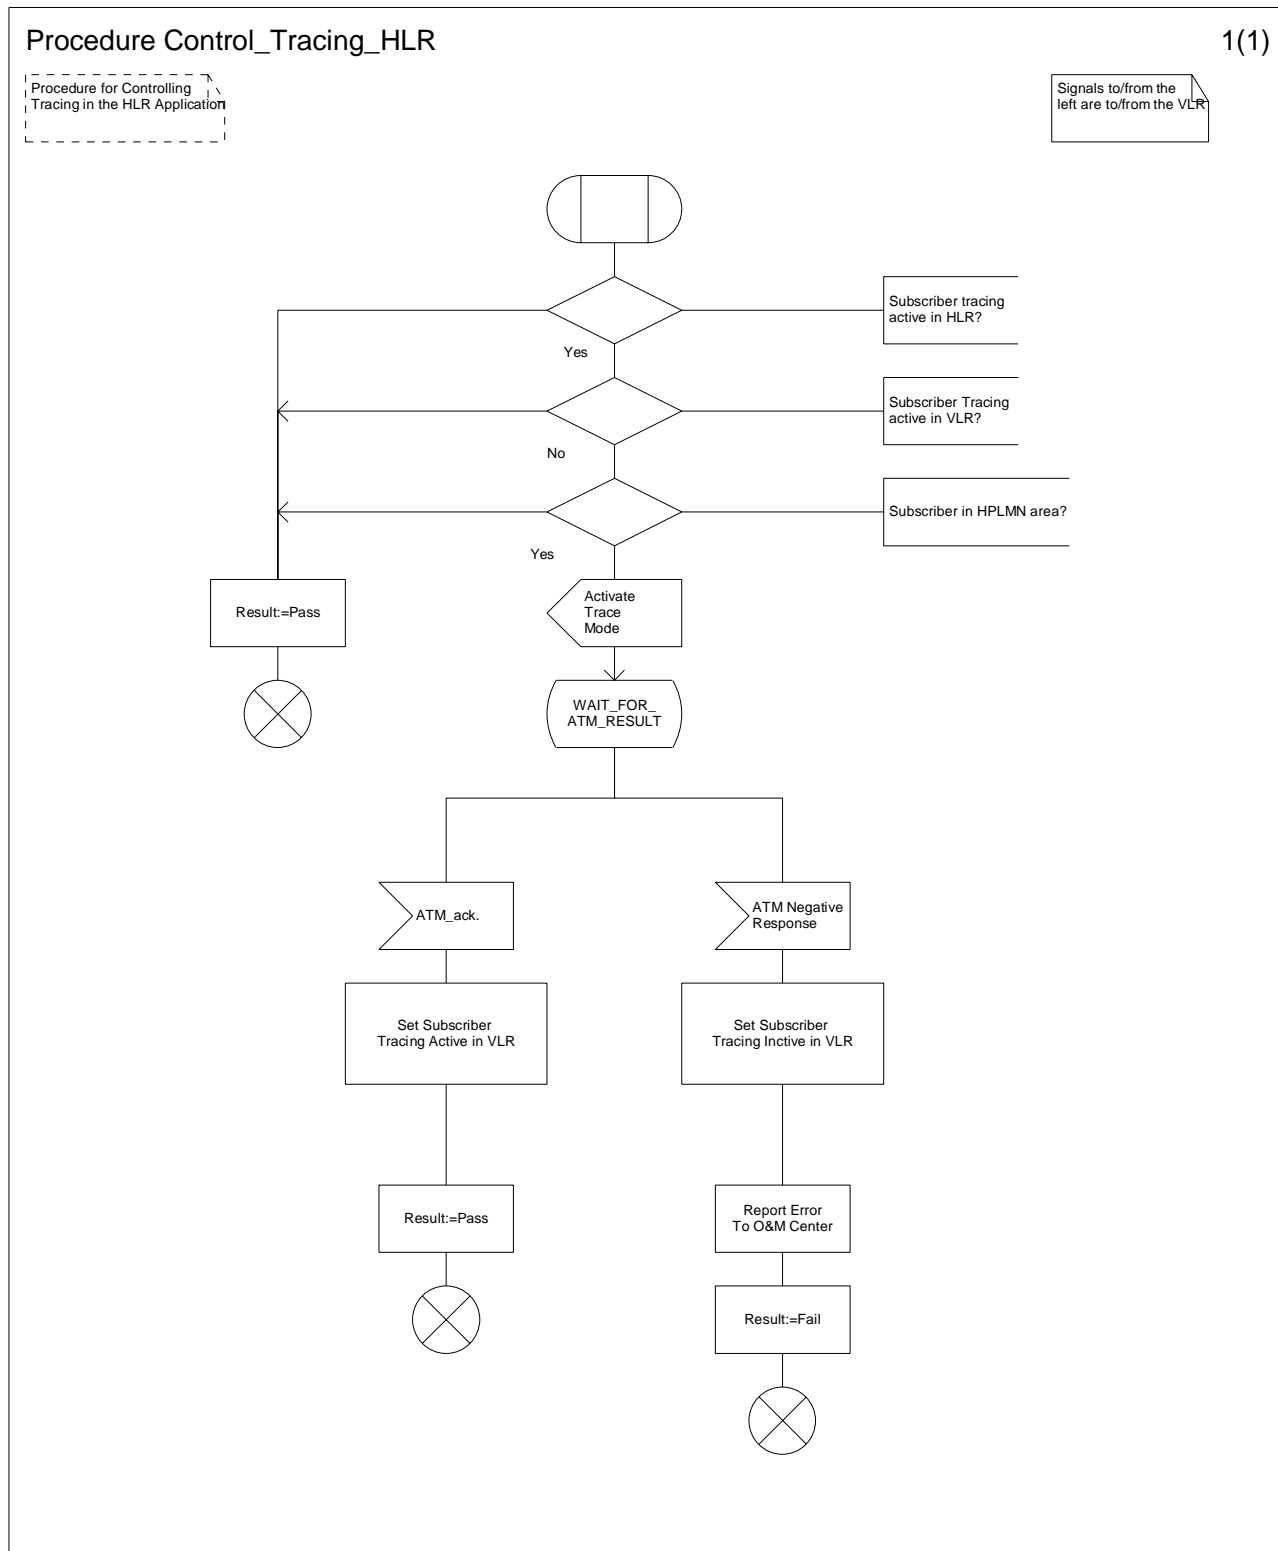 Procedure Control_Tracing_HLR
1(1)
Procedure for Controlling
Tracing in the HLR Application
Signals to/from the
left are to/from the VLR
Subscriber tracing
active in HLR?
Yes
Subscriber Tracing
active in VLR?
No
Subscriber in HPLMN area?
Yes
Result:=Pass
Activate
Trace
Mode
WAIT_FOR_
ATM_RESULT
ATM_ack.
ATM Negative
Response
Set Subscriber
Tracing Active in VLR
Set Subscriber
Tracing Inctive in VLR
Result:=Pass
Report Error
To O&M Center
Result:=Fail